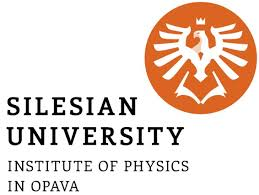 SILESIAN
UNIVERSITY
INSTITUTE OF PHYSICS
IN OPAVA